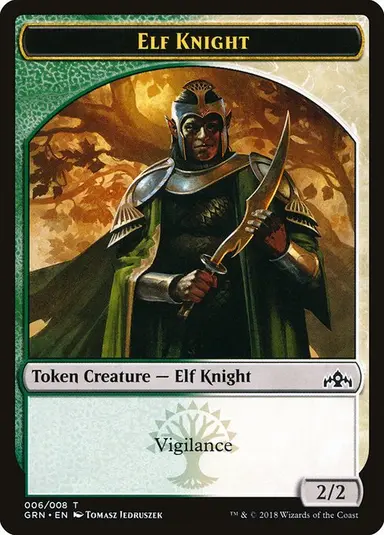 Elf Knight
Token Creature — Elf Knight
Vigilance
2/2
006/008 T
GRN • EN Tomasz Jedruszek
™ & © 2018 Wizards of the Coast